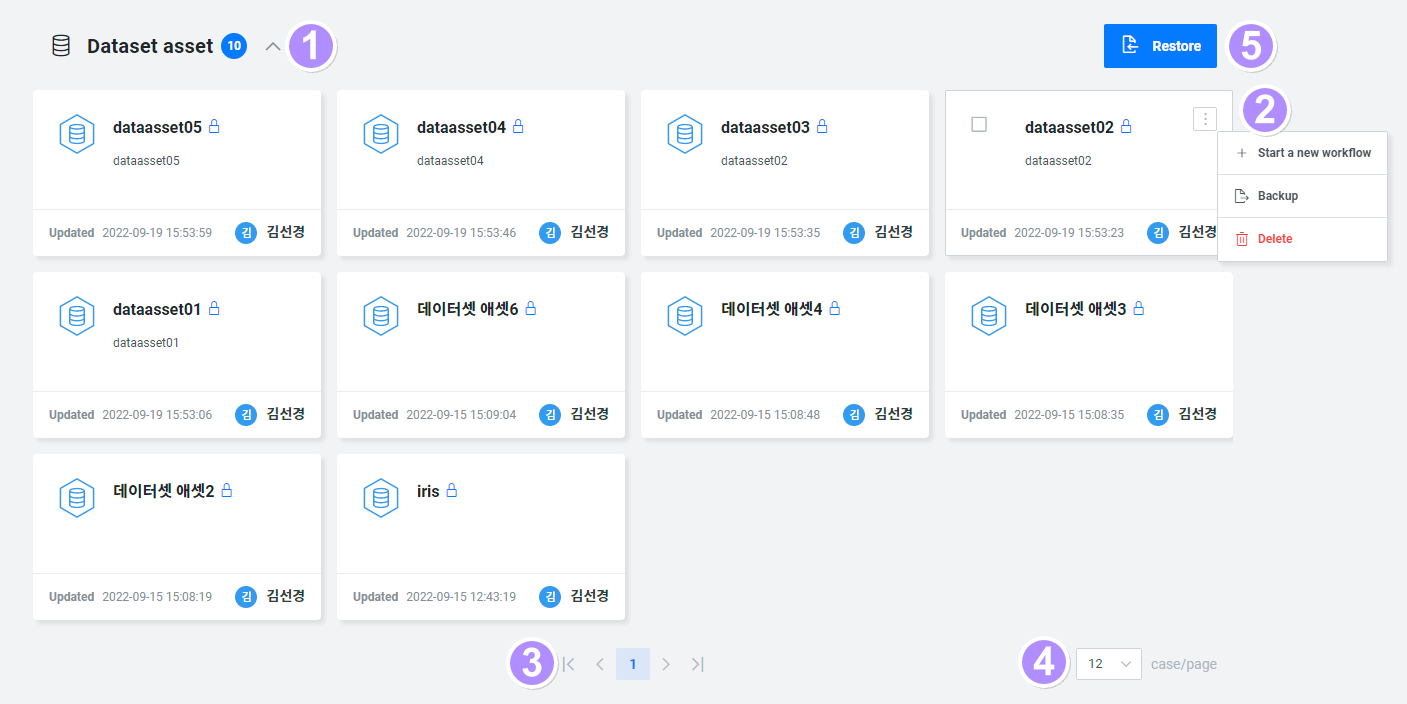 Dataset asset 10 1 Restore 5
dataasset05
dataasset05
Updated 2022-09-19 15:53:59 김 김선경
dataasset04
dataasset04
Updated 2022-09-19 15:53:46 김 김선경
dataasset03
dataasset02
Updated 2022-09-19 15:53:35 김 김선경
dataasset02
dataasset02
Updated 2022-09-19 15:53:23 김 김선경
2
Start a new workflow
Backup
Delete
dataasset01
dataasset01
Updated 2022-09-19 15:53:06 김 김선경
데이터셋 애셋6
Updated 2022-09-15 15:09:04 김 김선경
데이터셋 애셋4
Updated 2022-09-15 15:08:48 김 김선경
데이터셋 애셋3
Updated 2022-09-15 15:08:35 김 김선경
데이터셋 애셋2
Updated 2022-09-15 15:08:19 김 김선경
iris
Updated 2022-09-15 12:43:19 김 김선경
3 1 4 12 case/page